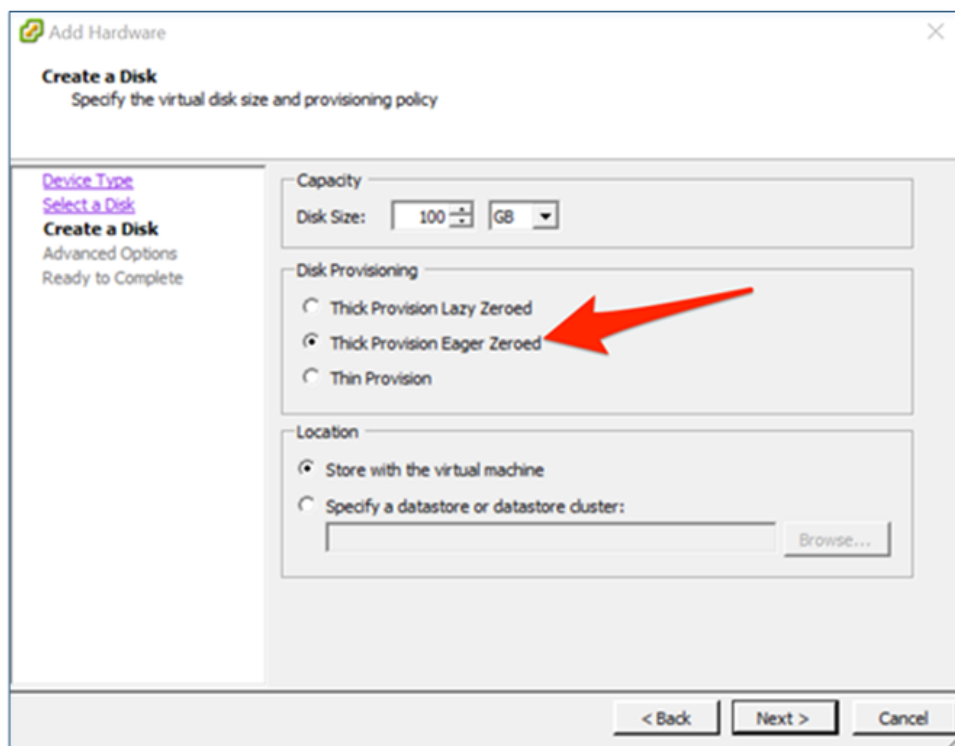 Add Hardware
Create a Disk
Specify the virtual disk size and provisioning policy
Device Type
Select a Disk
Create a Disk
Advanced Options
Ready to Complete
Capacity
Disk Size: 100 GB
Disk Provisioning
Thick Provision Lazy Zeroed
Thick Provision Eager Zeroed
Thin Provision
Location
Store with the virtual machine
Specify a datastore or datastore cluster:
Browse...
< Back Next > Cancel